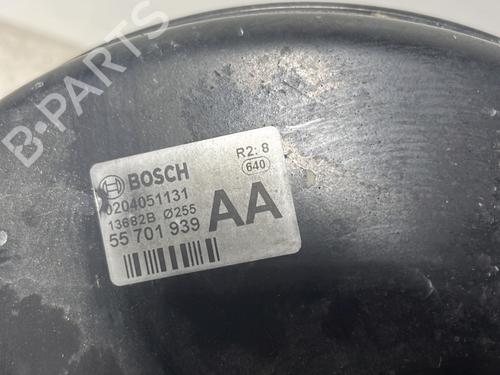 B-PARTS
BOSCH
R2: 8
640
0204051131
13682B Ø255
55 701 939
AA